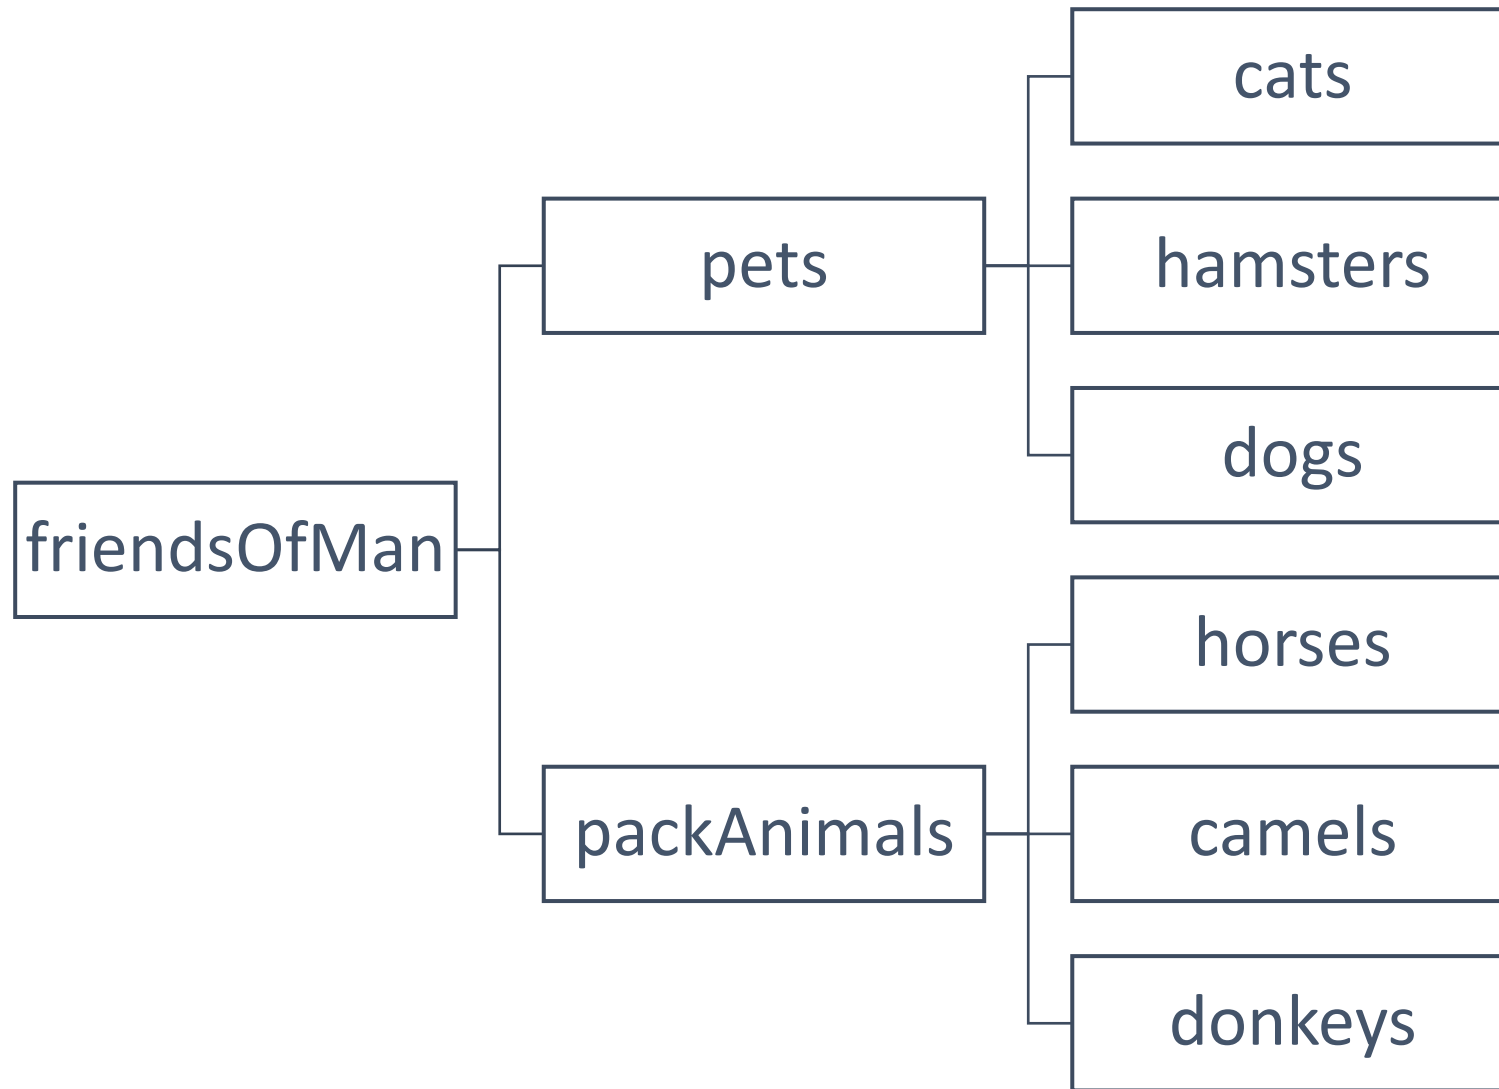 cats
pets
hamsters
dogs
friendsOfMan
horses
packAnimals
camels
donkeys